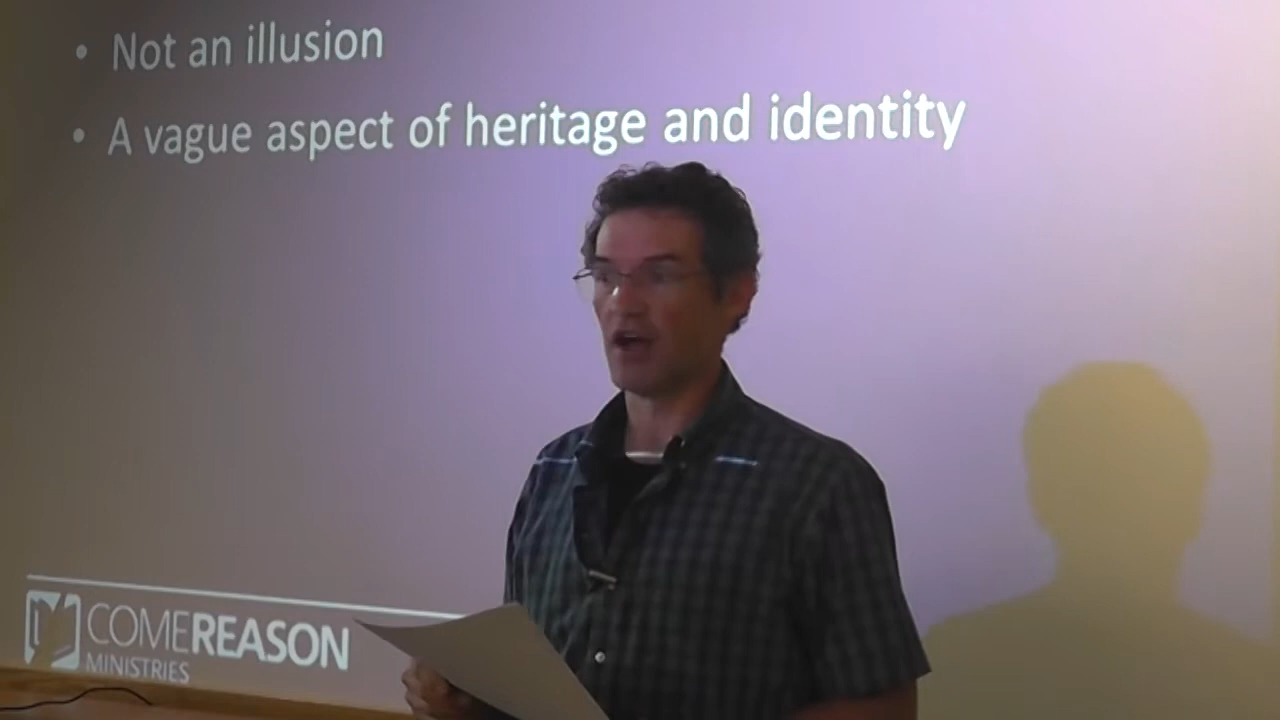 • Not an illusion
• A vague aspect of heritage and identity
COMEREASON
MINISTRIES